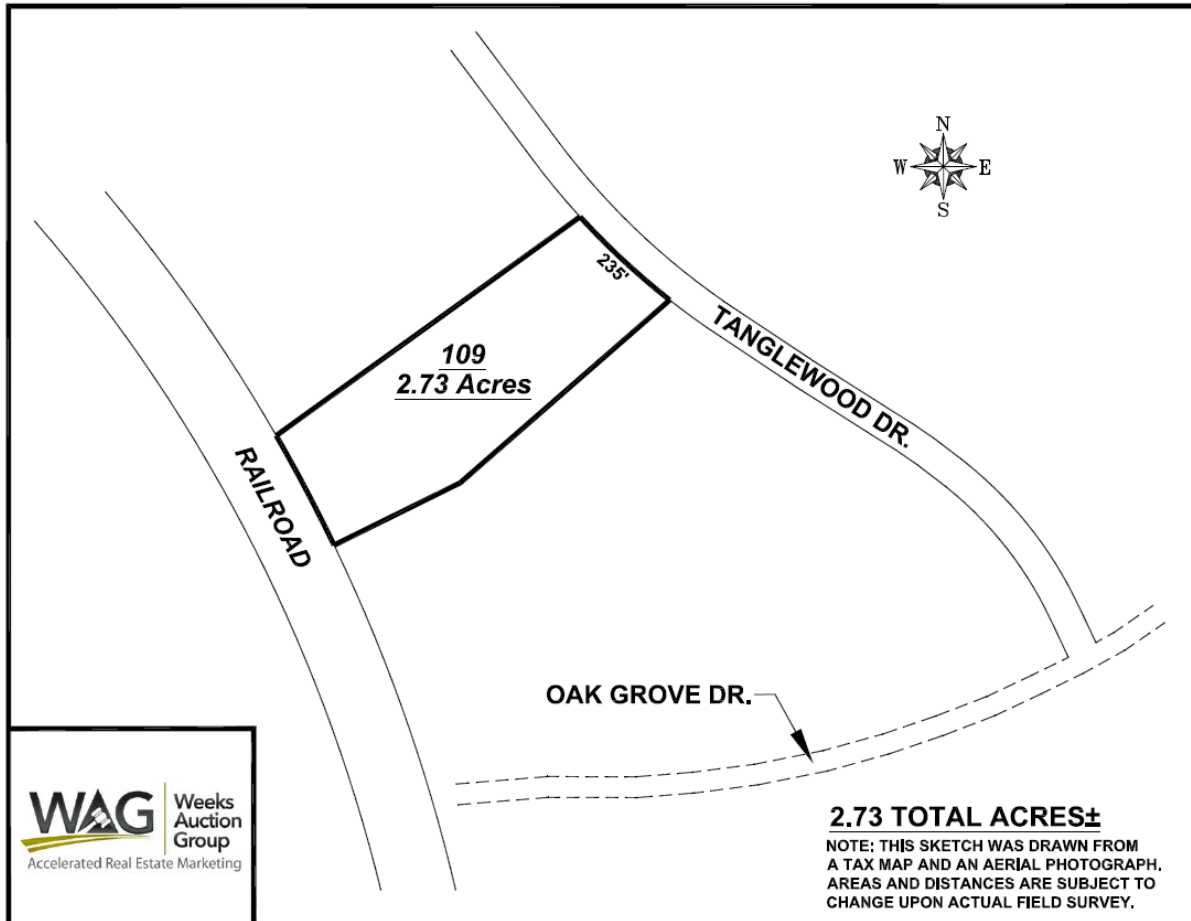 N
W E
S
235'
109
2.73 Acres
TANGLEWOOD DR.
RAILROAD
OAK GROVE DR.
WAG
Weeks
Auction
Group
Accelerated Real Estate Marketing
2.73 TOTAL ACRES±
NOTE: THIS SKETCH WAS DRAWN FROM
A TAX MAP AND AN AERIAL PHOTOGRAPH.
AREAS AND DISTANCES ARE SUBJECT TO
CHANGE UPON ACTUAL FIELD SURVEY.